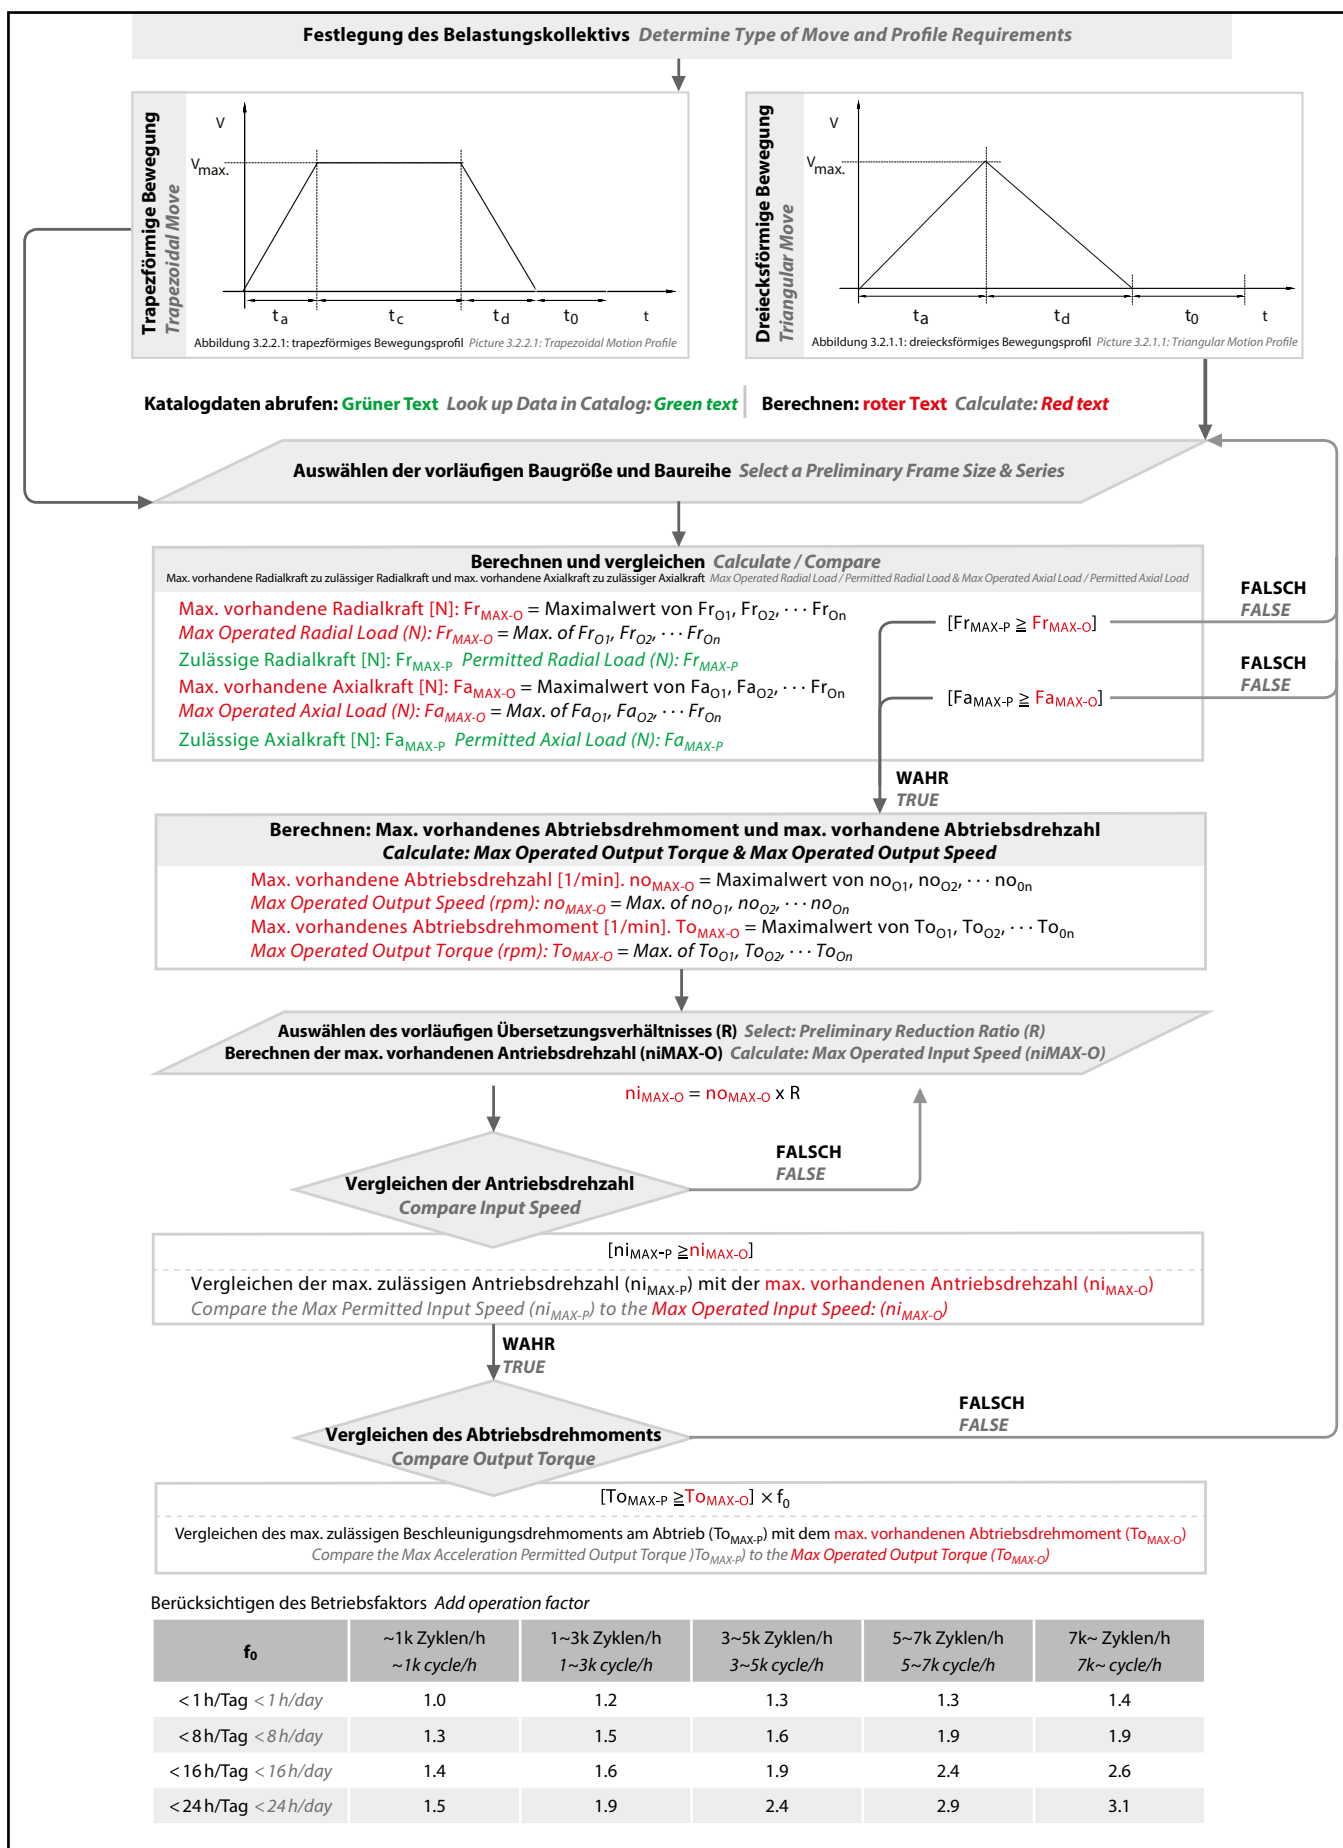 Festlegung des Belastungskollektivs Determine Type of Move and Profile Requirements
Trapezförmige Bewegung
Trapezoidal Move
V
Vmax.
ta tc td t0 t
Abbildung 3.2.2.1: trapezförmiges Bewegungsprofil Picture 3.2.2.1: Trapezoidal Motion Profile
Dreiecksförmige Bewegung
Triangular Move
V
Vmax.
ta td t0 t
Abbildung 3.2.1.1: dreiecksförmiges Bewegungsprofil Picture 3.2.1.1: Triangular Motion Profile
Katalogdaten abrufen: Grüner Text Look up Data in Catalog: Green text Berechnen: roter Text Calculate: Red text
Auswählen der vorläufigen Baugröße und Baureihe Select a Preliminary Frame Size & Series
Berechnen und vergleichen Calculate / Compare
Max. vorhandene Radialkraft zu zulässiger Radialkraft und max. vorhandene Axialkraft zu zulässiger Axialkraft Max Operated Radial Load / Permitted Radial Load & Max Operated Axial Load / Permitted Axial Load
Max. vorhandene Radialkraft [N]: FrMAX-O = Maximalwert von FrO1, FrO2, ··· FrOn
Max Operated Radial Load (N): FrMAX-O = Max. of FrO1, FrO2, ··· FrOn
Zulässige Radialkraft [N]: FrMAX-P Permitted Radial Load (N): FrMAX-P
Max. vorhandene Axialkraft [N]: FaMAX-O = Maximalwert von FaO1, FaO2, ··· FrOn
Max Operated Axial Load (N): FaMAX-O = Max. of FaO1, FaO2, ··· FrOn
Zulässige Axialkraft [N]: FaMAX-P Permitted Axial Load (N): FaMAX-P
[FrMAX-P ≧ FrMAX-O]
[FaMAX-P ≧ FaMAX-O]
FALSCH
FALSE
FALSCH
FALSE
WAHR
TRUE
Berechnen: Max. vorhandenes Abtriebsdrehmoment und max. vorhandene Abtriebsdrehzahl
Calculate: Max Operated Output Torque & Max Operated Output Speed
Max. vorhandene Abtriebsdrehzahl [1/min]. noMAX-O = Maximalwert von noO1, noO2, ··· no0n
Max Operated Output Speed (rpm): noMAX-O = Max. of noO1, noO2, ··· noOn
Max. vorhandenes Abtriebsdrehmoment [1/min]. ToMAX-O = Maximalwert von ToO1, ToO2, ··· To0n
Max Operated Output Torque (rpm): ToMAX-O = Max. of ToO1, ToO2, ··· ToOn
Auswählen des vorläufigen Übersetzungsverhältnisses (R) Select: Preliminary Reduction Ratio (R)
Berechnen der max. vorhandenen Antriebsdrehzahl (niMAX-O) Calculate: Max Operated Input Speed (niMAX-O)
niMAX-O = noMAX-O x R
Vergleichen der Antriebsdrehzahl
Compare Input Speed
FALSCH
FALSE
[niMAX-P ≧niMAX-O]
Vergleichen der max. zulässigen Antriebsdrehzahl (niMAX-P) mit der max. vorhandenen Antriebsdrehzahl (niMAX-O)
Compare the Max Permitted Input Speed (niMAX-P) to the Max Operated Input Speed: (niMAX-O)
WAHR
TRUE
Vergleichen des Abtriebsdrehmoments
Compare Output Torque
FALSCH
FALSE
[ToMAX-P ≧ToMAX-O] × f0
Vergleichen des max. zulässigen Beschleunigungsdrehmoments am Abtrieb (ToMAX-P) mit dem max. vorhandenen Abtriebsdrehmoment (ToMAX-O)
Compare the Max Acceleration Permitted Output Torque )ToMAX-P) to the Max Operated Output Torque (ToMAX-O)
Berücksichtigen des Betriebsfaktors Add operation factor
f0 ~1k Zyklen/h 1~3k Zyklen/h 3~5k Zyklen/h 5~7k Zyklen/h 7k~ Zyklen/h
~1k cycle/h 1~3k cycle/h 3~5k cycle/h 5~7k cycle/h 7k~ cycle/h
< 1 h/Tag < 1 h/day 1.0 1.2 1.3 1.3 1.4
< 8 h/Tag < 8 h/day 1.3 1.5 1.6 1.9 1.9
< 16 h/Tag < 16 h/day 1.4 1.6 1.9 2.4 2.6
< 24 h/Tag < 24 h/day 1.5 1.9 2.4 2.9 3.1